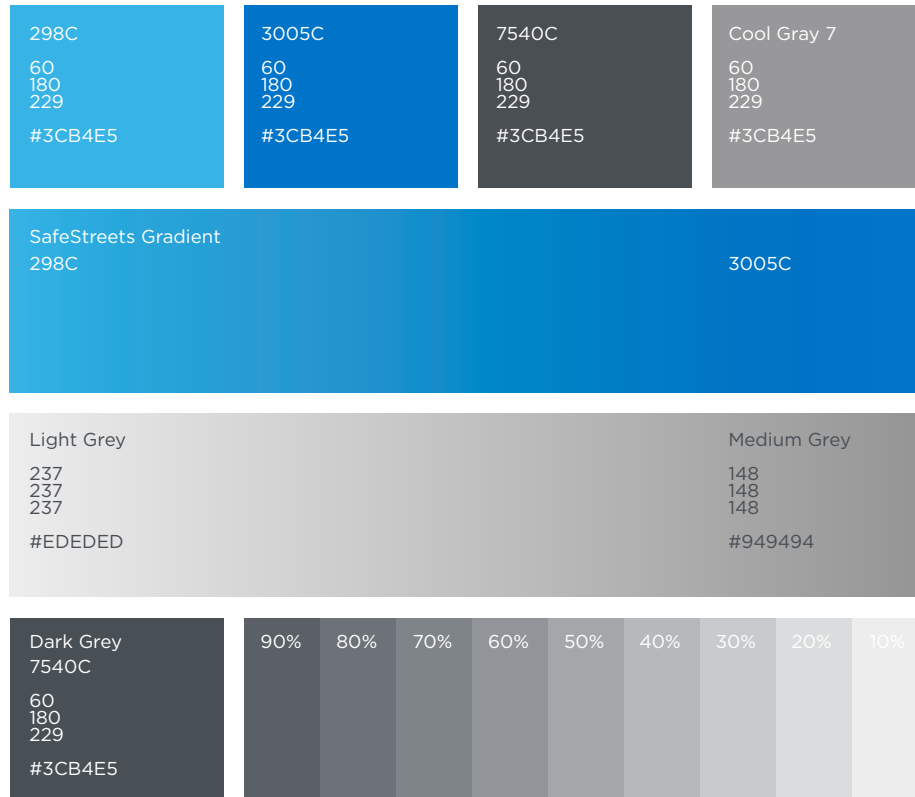 298C
60
180
229
#3CB4E5
3005C
60
180
229
#3CB4E5
7540C
60
180
229
#3CB4E5
Cool Gray 7
60
180
229
#3CB4E5
SafeStreets Gradient
298C
3005C
Light Grey
237
237
237
#EDEDED
Medium Grey
148
148
148
#949494
Dark Grey
7540C
60
180
229
#3CB4E5
90%
80%
70%
60%
50%
40%
30%
20%
10%